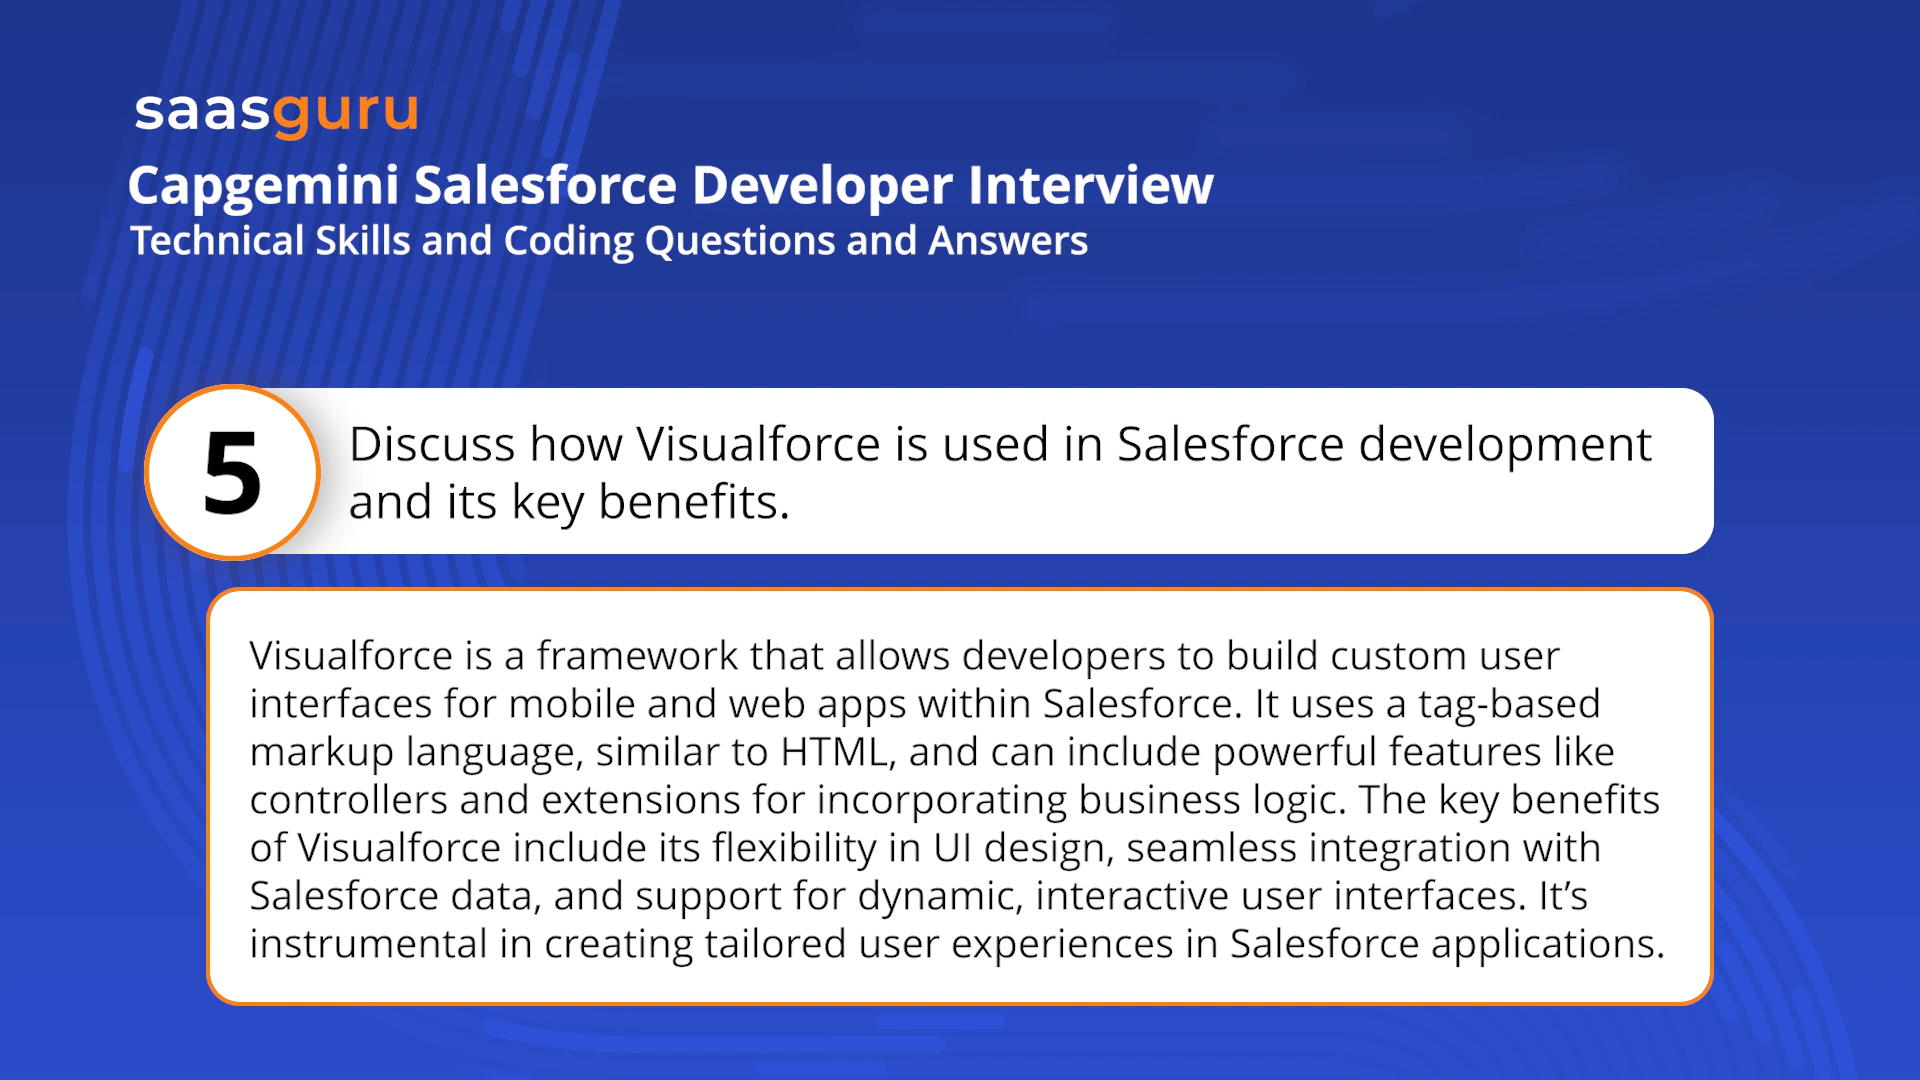 saasguru
Capgemini Salesforce Developer Interview
Technical Skills and Coding Questions and Answers
5
Discuss how Visualforce is used in Salesforce development
and its key benefits.
Visualforce is a framework that allows developers to build custom user
interfaces for mobile and web apps within Salesforce. It uses a tag-based
markup language, similar to HTML, and can include powerful features like
controllers and extensions for incorporating business logic. The key benefits
of Visualforce include its flexibility in UI design, seamless integration with
Salesforce data, and support for dynamic, interactive user interfaces. It’s
instrumental in creating tailored user experiences in Salesforce applications.